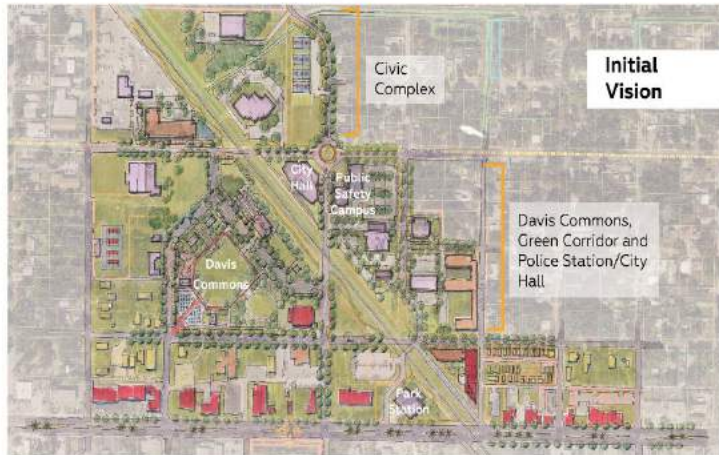 Initial
Vision
Civic
Complex
City
Hall
Public
Safety
Campus
Davis Commons,
Green Corridor and
Police Station/City
Hall
Davis
Commons
Park
Station